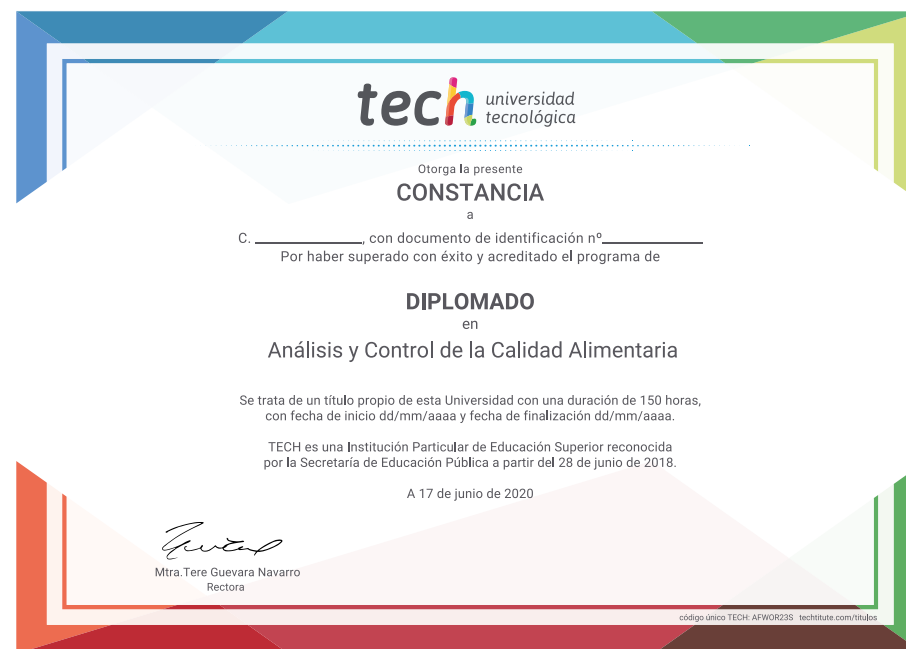 tech universidad
tecnológica
Otorga la presente
CONSTANCIA
a
C. ____________, con documento de identificación nº____________
Por haber superado con éxito y acreditado el programa de
DIPLOMADO
en
Análisis y Control de la Calidad Alimentaria
Se trata de un título propio de esta Universidad con una duración de 150 horas,
con fecha de inicio dd/mm/aaaa y fecha de finalización dd/mm/aaaa.
TECH es una Institución Particular de Educación Superior reconocida
por la Secretaría de Educación Pública a partir del 28 de junio de 2018.
A 17 de junio de 2020
Mtra.Tere Guevara Navarro
Rectora
código único TECH: AFWOR23S techtitute.com/titulos